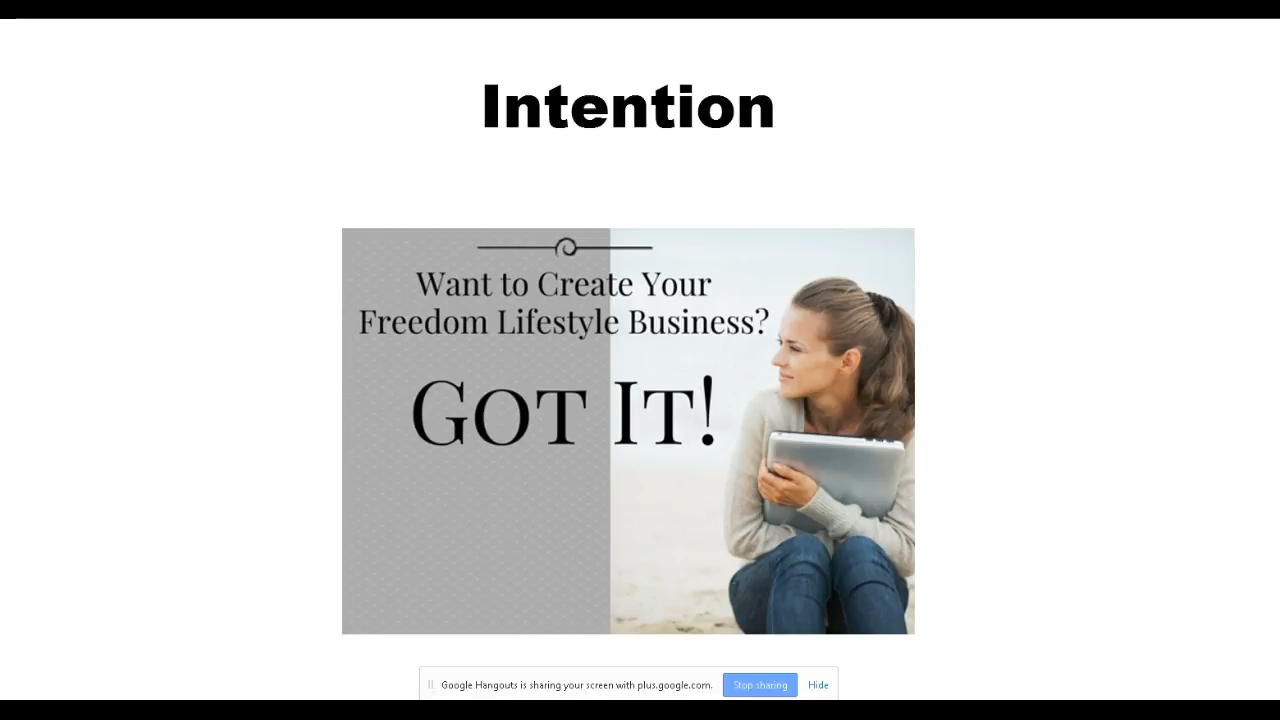 Intention
Want to Create Your
Freedom Lifestyle Business?
GOT IT!
Google Hangouts is sharing your screen with plus.google.com.
Stop sharing
Hide